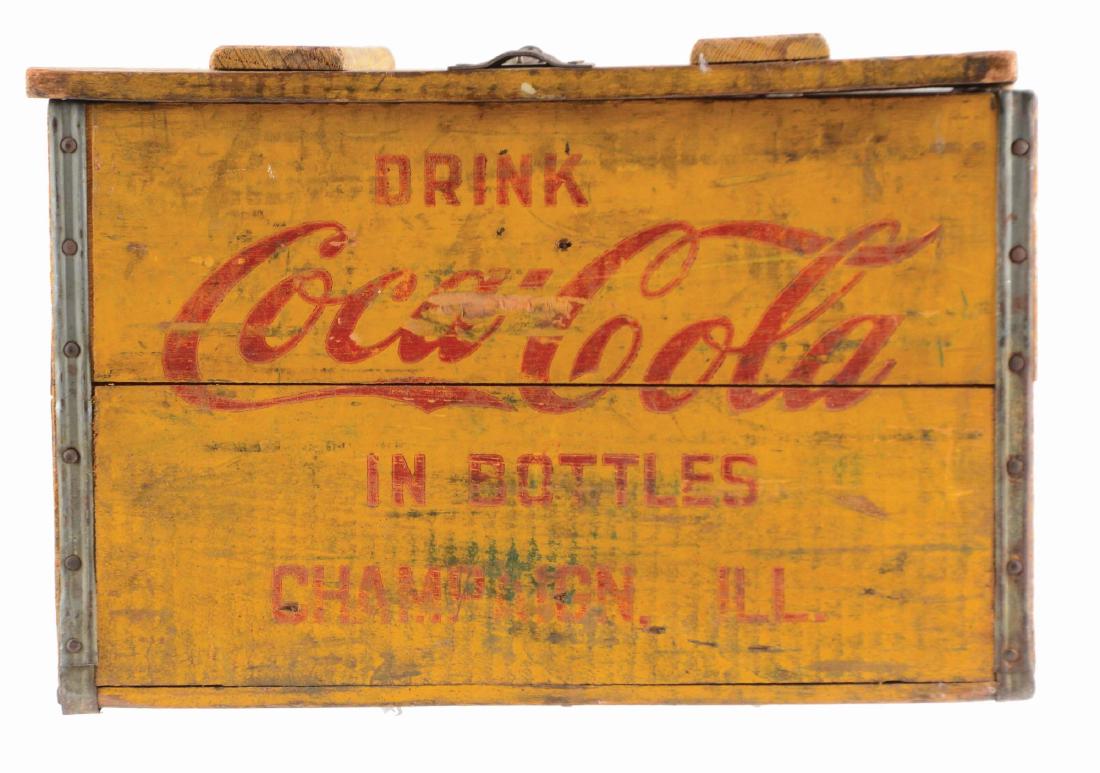 DRINK
Coca-Cola
IN BOTTLES
CHAMPAIGN, ILL.